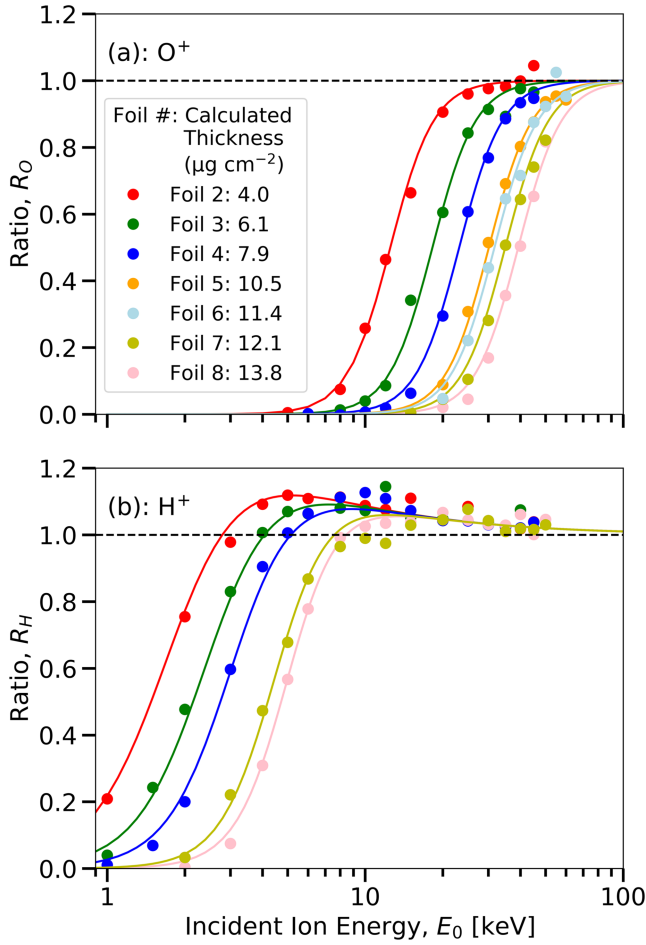 1.2
(a): O⁺
1.0
Foil #: Calculated
Thickness
(μg cm⁻²)
Foil 2: 4.0
Foil 3: 6.1
Foil 4: 7.9
Foil 5: 10.5
Foil 6: 11.4
Foil 7: 12.1
Foil 8: 13.8
0.8
0.6
0.4
0.2
0.0
Ratio, R_O
1.2
(b): H⁺
1.0
0.8
0.6
0.4
0.2
0.0
Ratio, R_H
1 10 100
Incident Ion Energy, E₀ [keV]